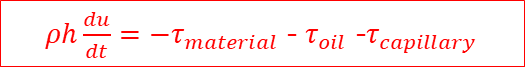 ρh du/dt = −τ_material - τ_oil -τ_capillary